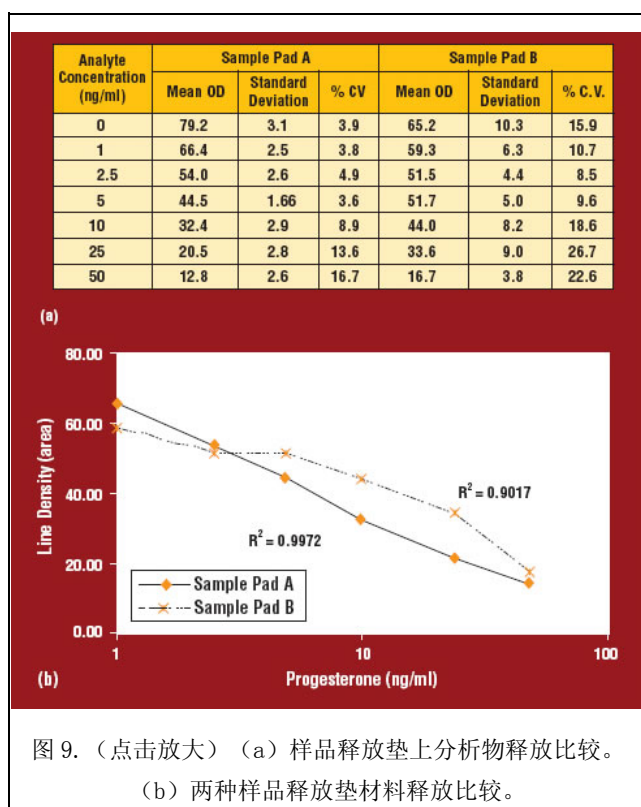 Analyte Concentration (ng/ml) Sample Pad A Sample Pad B
Mean OD Standard Deviation % CV Mean OD Standard Deviation % C.V.
0 79.2 3.1 3.9 65.2 10.3 15.9
1 66.4 2.5 3.8 59.3 6.3 10.7
2.5 54.0 2.6 4.9 51.5 4.4 8.5
5 44.5 1.66 3.6 51.7 5.0 9.6
10 32.4 2.9 8.9 44.0 8.2 18.6
25 20.5 2.8 13.6 33.6 9.0 26.7
50 12.8 2.6 16.7 16.7 3.8 22.6
(a)
80.00
60.00
40.00
20.00
0.00
Line Density (area)
R² = 0.9017
R² = 0.9972
Sample Pad A
Sample Pad B
1 10 100
(b) Progesterone (ng/ml)
图 9. （点击放大）（a）样品释放垫上分析物释放比较。
（b）两种样品释放垫材料释放比较。